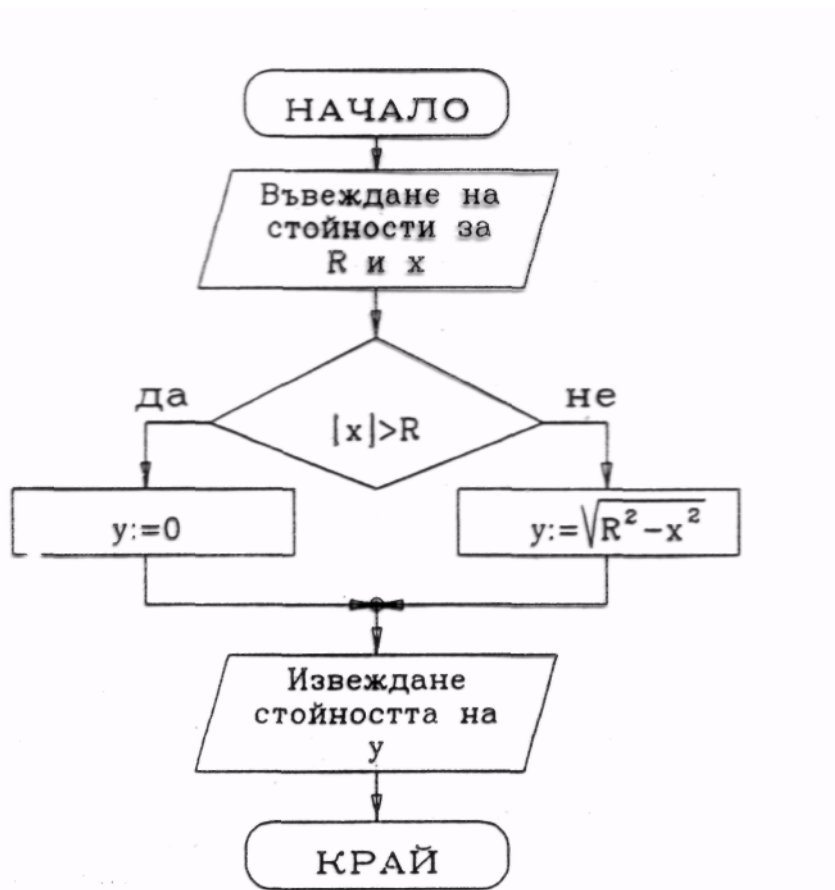 НАЧАЛО
Въвеждане на
стойности за
R и x
да
не
|x|>R
y:=0
y:=√R²-x²
Извеждане
стойността на
y
КРАЙ